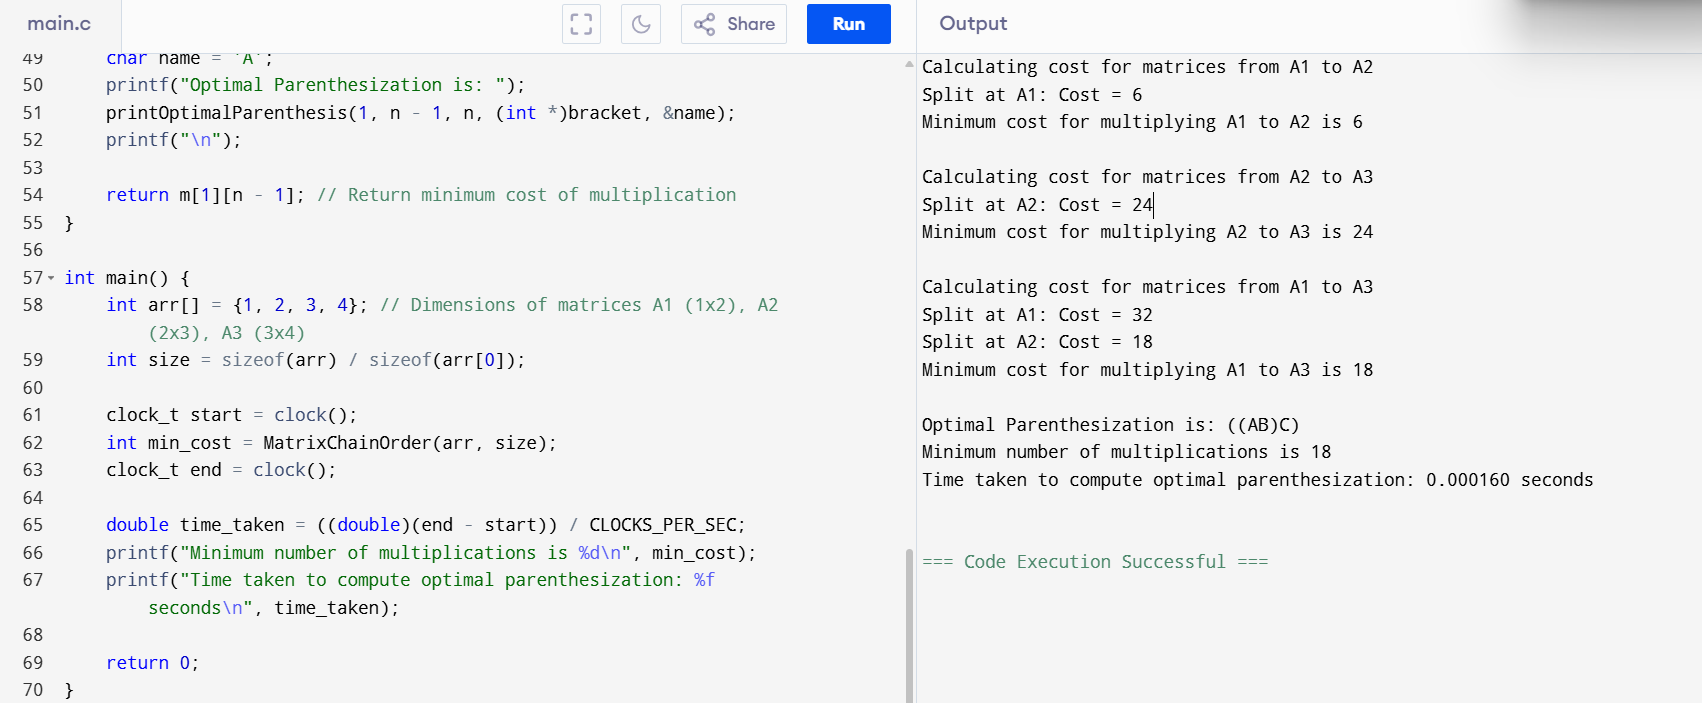 main.c
Share
Run
Output
49 char name = 'A';
50 printf("Optimal Parenthesization is: ");
51 printOptimalParenthesis(1, n - 1, n, (int *)bracket, &name);
52 printf("\n");
53
54 return m[1][n - 1]; // Return minimum cost of multiplication
55 }
56
57 int main() {
58 int arr[] = {1, 2, 3, 4}; // Dimensions of matrices A1 (1x2), A2
(2x3), A3 (3x4)
59 int size = sizeof(arr) / sizeof(arr[0]);
60
61 clock_t start = clock();
62 int min_cost = MatrixChainOrder(arr, size);
63 clock_t end = clock();
64
65 double time_taken = ((double)(end - start)) / CLOCKS_PER_SEC;
66 printf("Minimum number of multiplications is %d\n", min_cost);
67 printf("Time taken to compute optimal parenthesization: %f
seconds\n", time_taken);
68
69 return 0;
70 }
Calculating cost for matrices from A1 to A2
Split at A1: Cost = 6
Minimum cost for multiplying A1 to A2 is 6
Calculating cost for matrices from A2 to A3
Split at A2: Cost = 24
Minimum cost for multiplying A2 to A3 is 24
Calculating cost for matrices from A1 to A3
Split at A1: Cost = 32
Split at A2: Cost = 18
Minimum cost for multiplying A1 to A3 is 18
Optimal Parenthesization is: ((AB)C)
Minimum number of multiplications is 18
Time taken to compute optimal parenthesization: 0.000160 seconds
=== Code Execution Successful ===